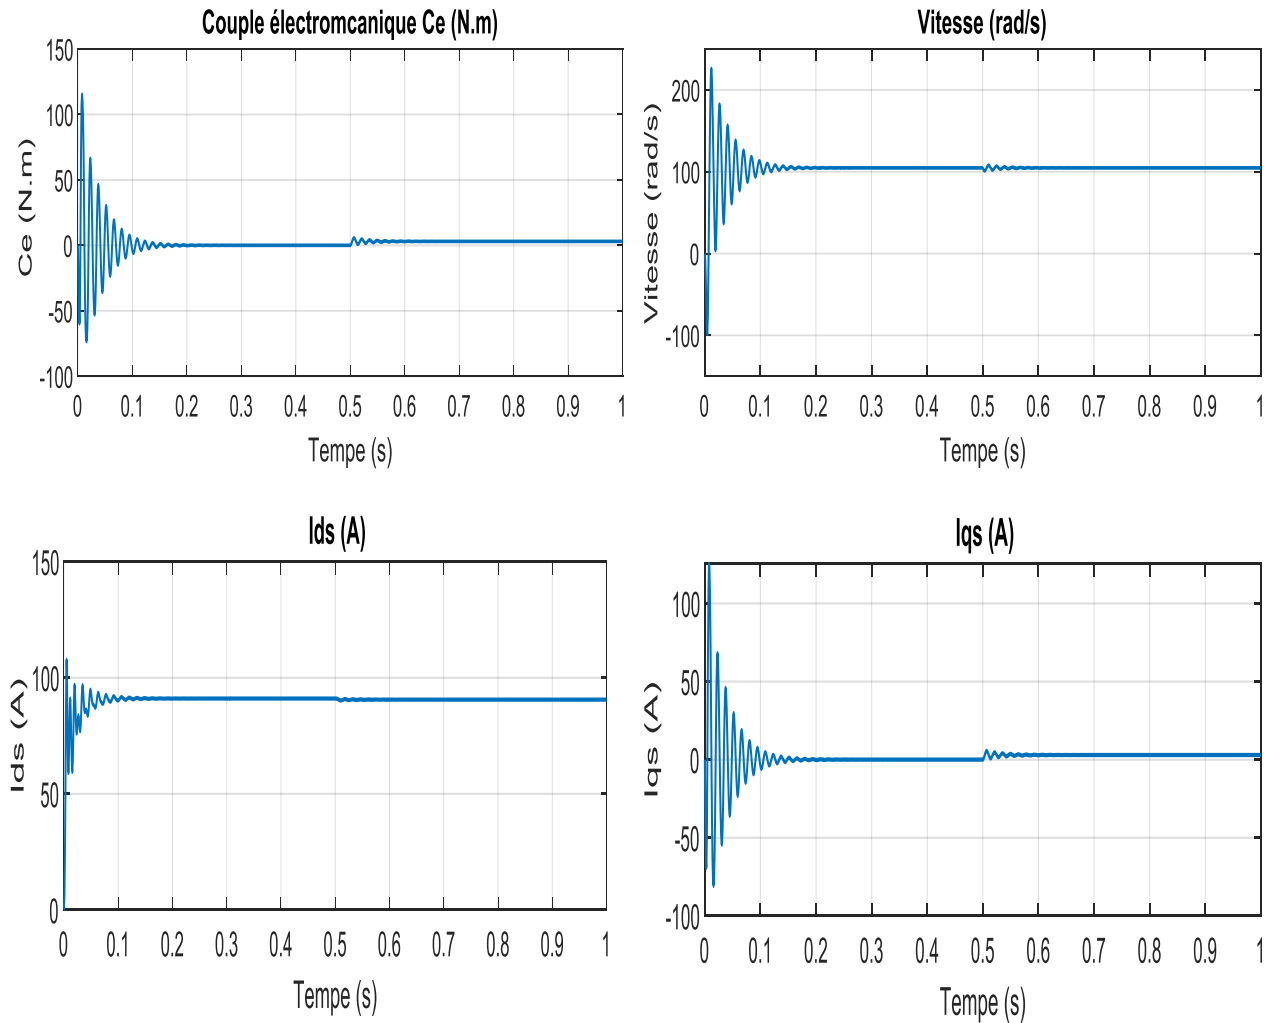 Couple électromcanique Ce (N.m)
150
100
50
0
-50
-100
Ce (N.m)
0 0.1 0.2 0.3 0.4 0.5 0.6 0.7 0.8 0.9 1
Tempe (s)
Vitesse (rad/s)
200
100
0
-100
Vitesse (rad/s)
0 0.1 0.2 0.3 0.4 0.5 0.6 0.7 0.8 0.9 1
Tempe (s)
Ids (A)
150
100
50
0
Ids (A)
0 0.1 0.2 0.3 0.4 0.5 0.6 0.7 0.8 0.9 1
Tempe (s)
Iqs (A)
100
50
0
-50
-100
Iqs (A)
0 0.1 0.2 0.3 0.4 0.5 0.6 0.7 0.8 0.9 1
Tempe (s)